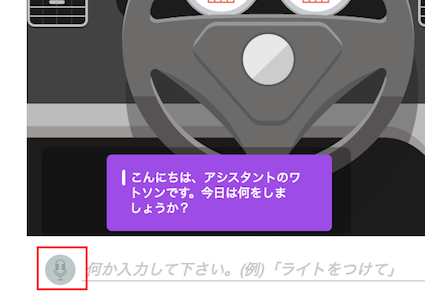 こんにちは、アシスタントのワ
トソンです。今日は何をしま
しょうか？
何か入力して下さい。(例)「ライトをつけて」